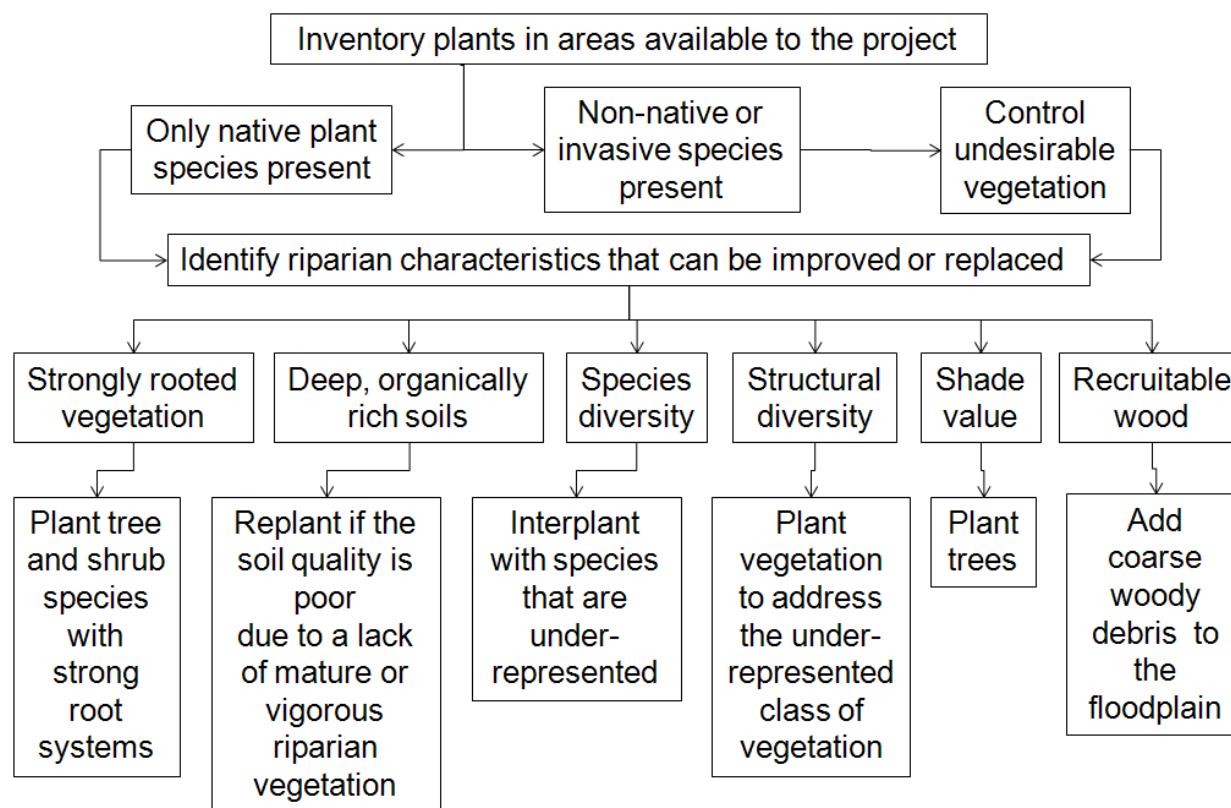 Inventory plants in areas available to the project
Only native plant
species present
Non-native or
invasive species
present
Control
undesirable
vegetation
Identify riparian characteristics that can be improved or replaced
Strongly rooted
vegetation
Deep, organically
rich soils
Species
diversity
Structural
diversity
Shade
value
Recruitable
wood
Plant tree
and shrub
species
with
strong
root
systems
Replant if the
soil quality is
poor
due to a lack
of mature or
vigorous
riparian
vegetation
Interplant
with species
that are
under-
represented
Plant
vegetation
to address
the under-
represented
class of
vegetation
Plant
trees
Add
coarse
woody
debris to
the
floodplain